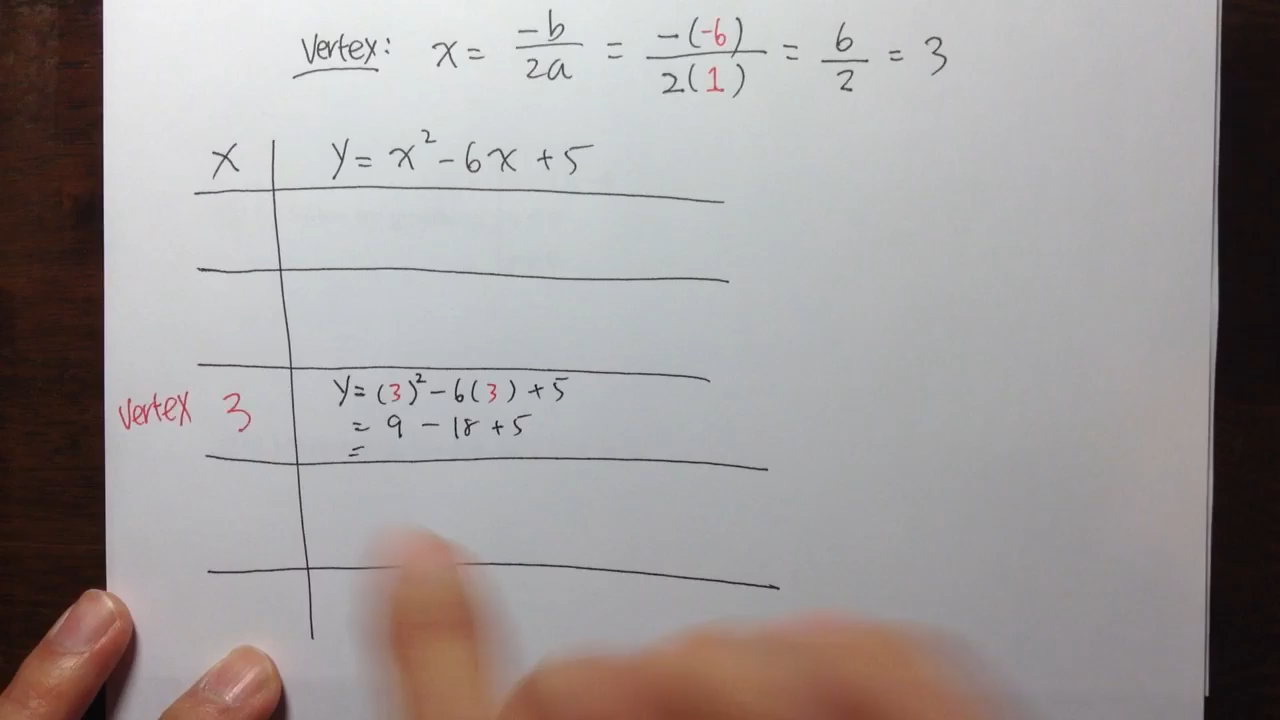 Vertex: x = -b/2a = -(-6)/2(1) = 6/2 = 3
x y = x² - 6x + 5
y = (3)² - 6(3) + 5
vertex 3 = 9 - 18 + 5
=